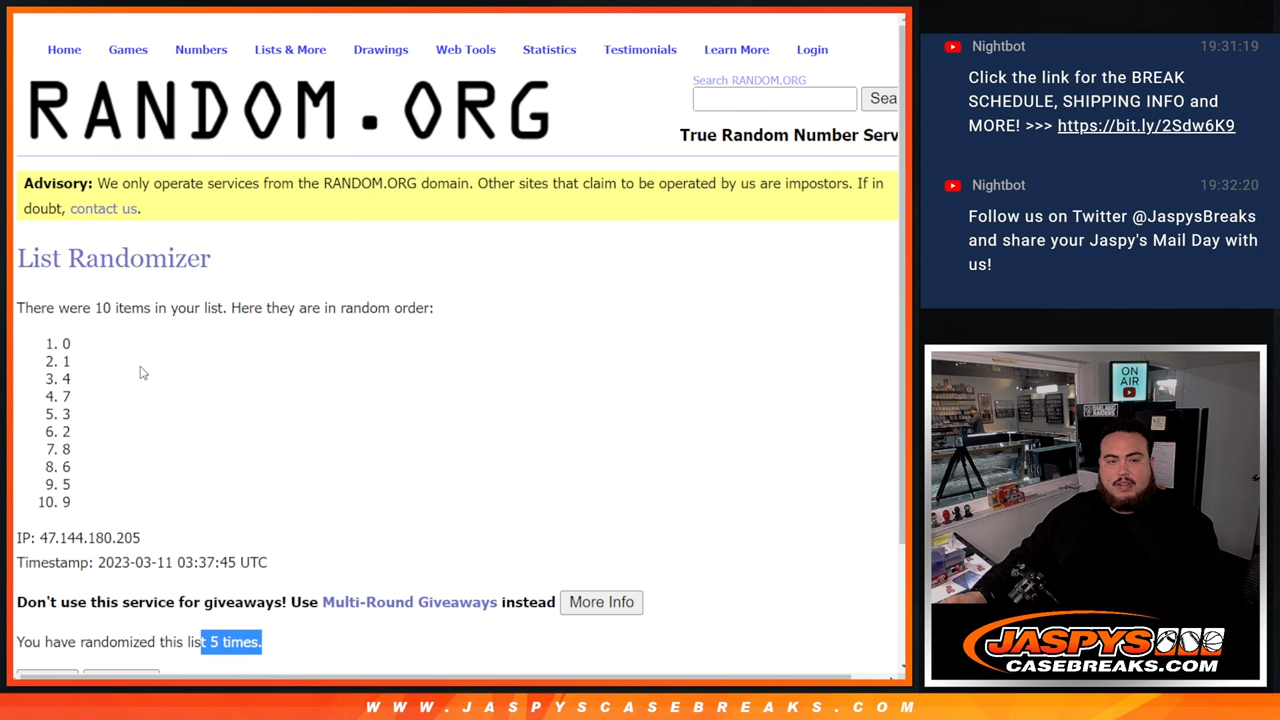 Home Games Numbers Lists & More Drawings Web Tools Statistics Testimonials Learn More Login
RANDOM.ORG
Search RANDOM.ORG
Sea
True Random Number Serv
Advisory: We only operate services from the RANDOM.ORG domain. Other sites that claim to be operated by us are impostors. If in
doubt, contact us.
List Randomizer
There were 10 items in your list. Here they are in random order:
1. 0
2. 1
3. 4
4. 7
5. 3
6. 2
7. 8
8. 6
9. 5
10. 9
IP: 47.144.180.205
Timestamp: 2023-03-11 03:37:45 UTC
Don't use this service for giveaways! Use Multi-Round Giveaways instead More Info
You have randomized this list 5 times.
Nightbot 19:31:19
Click the link for the BREAK
SCHEDULE, SHIPPING INFO and
MORE! >>> https://bit.ly/2Sdw6K9
Nightbot 19:32:20
Follow us on Twitter @JaspysBreaks
and share your Jaspy's Mail Day with
us!
ON
AIR
JASPYS
CASEBREAKS.COM
WWW.JASPYSCASEBREAKS.COM